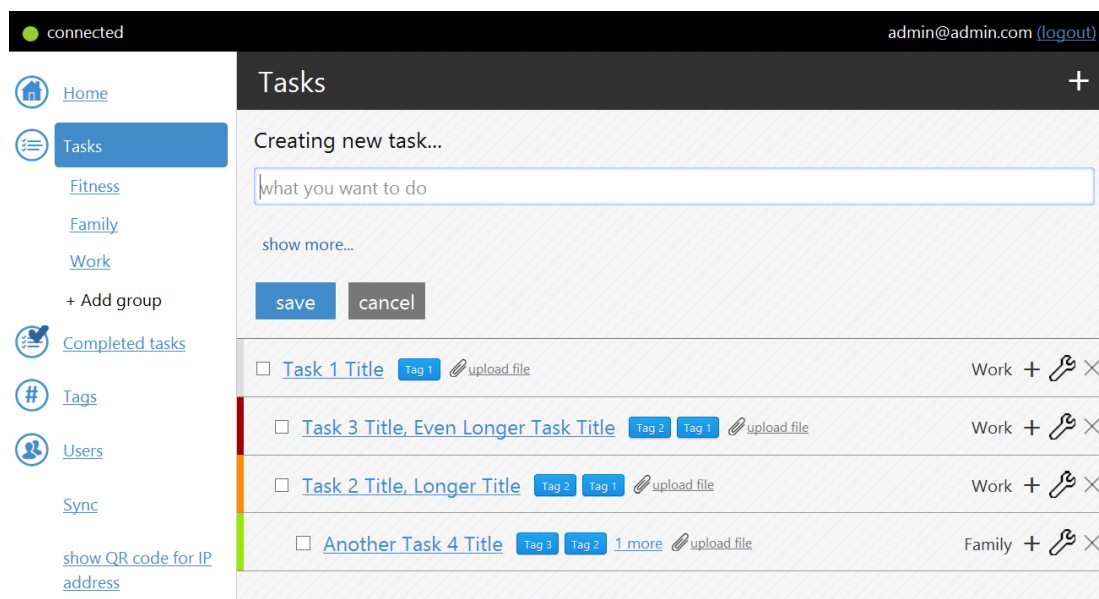 connected
admin@admin.com (logout)
Home
Tasks
Fitness
Family
Work
+ Add group
Completed tasks
#
Tags
Users
Sync
show QR code for IP
address
Tasks +
Creating new task...
what you want to do
show more...
save cancel
Task 1 Title Tag 1 upload file Work +
Task 3 Title, Even Longer Task Title Tag 2 Tag 1 upload file Work +
Task 2 Title, Longer Title Tag 2 Tag 1 upload file Work +
Another Task 4 Title Tag 3 Tag 2 1 more upload file Family +